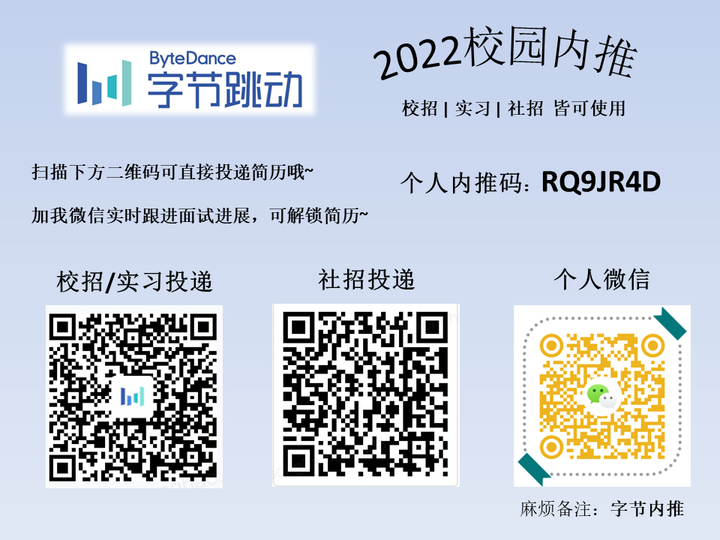 ByteDance
字节跳动
2022校园内推
校招 | 实习 | 社招 皆可使用
扫描下方二维码可直接投递简历哦~
个人内推码：RQ9JR4D
加我微信实时跟进面试进展，可解锁简历~
校招/实习投递
社招投递
个人微信
麻烦备注：字节内推